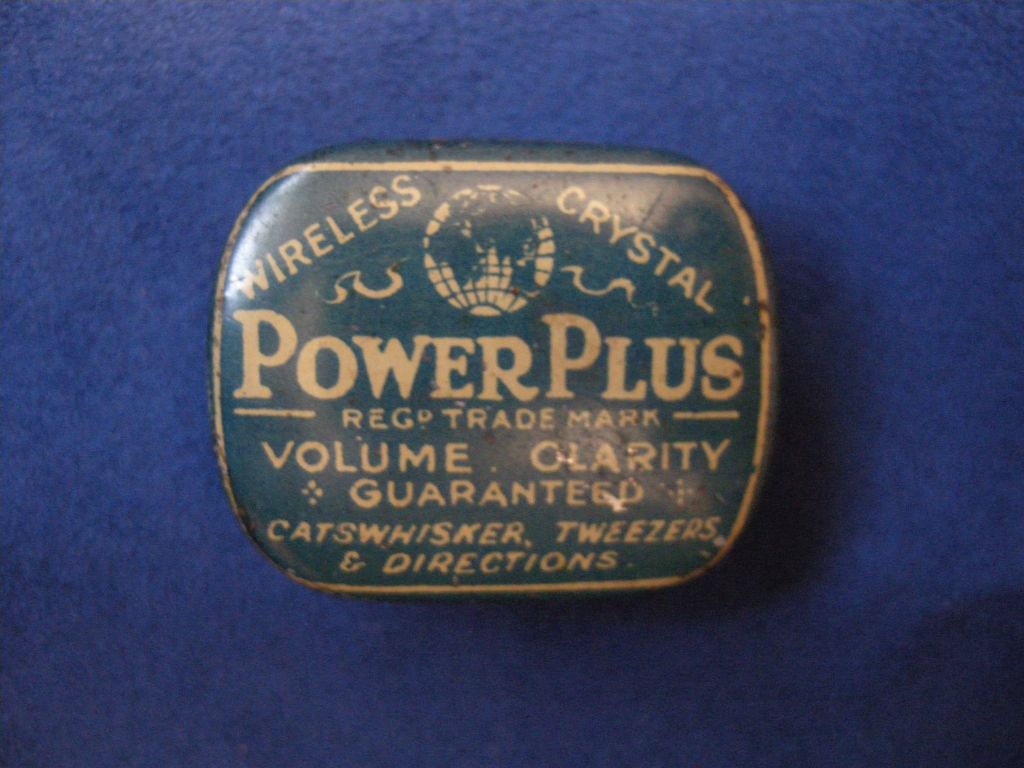 WIRELESS CRYSTAL
POWER PLUS
REGD TRADE MARK
VOLUME . CLARITY
GUARANTEED
CATSWHISKER, TWEEZERS,
& DIRECTIONS.